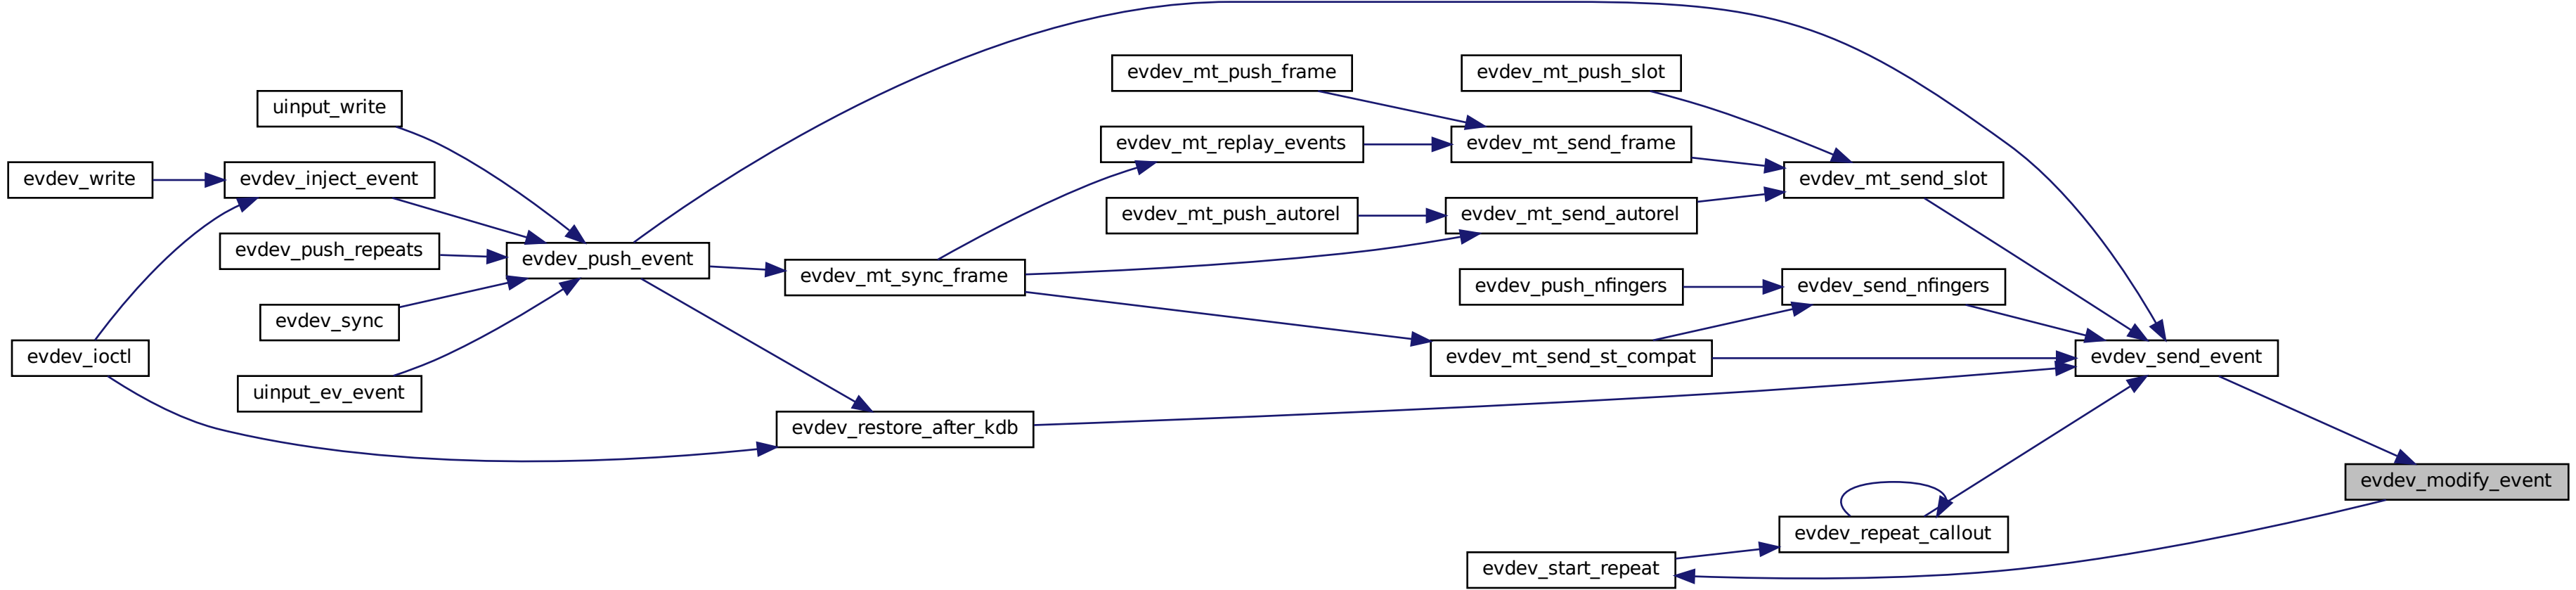 evdev_mt_push_frame
evdev_mt_push_slot
uinput_write
evdev_mt_replay_events
evdev_mt_send_frame
evdev_write
evdev_inject_event
evdev_mt_send_slot
evdev_mt_push_autorel
evdev_mt_send_autorel
evdev_push_repeats
evdev_push_event
evdev_mt_sync_frame
evdev_push_nfingers
evdev_send_nfingers
evdev_sync
evdev_ioctl
evdev_mt_send_st_compat
evdev_send_event
uinput_ev_event
evdev_restore_after_kdb
evdev_modify_event
evdev_repeat_callout
evdev_start_repeat